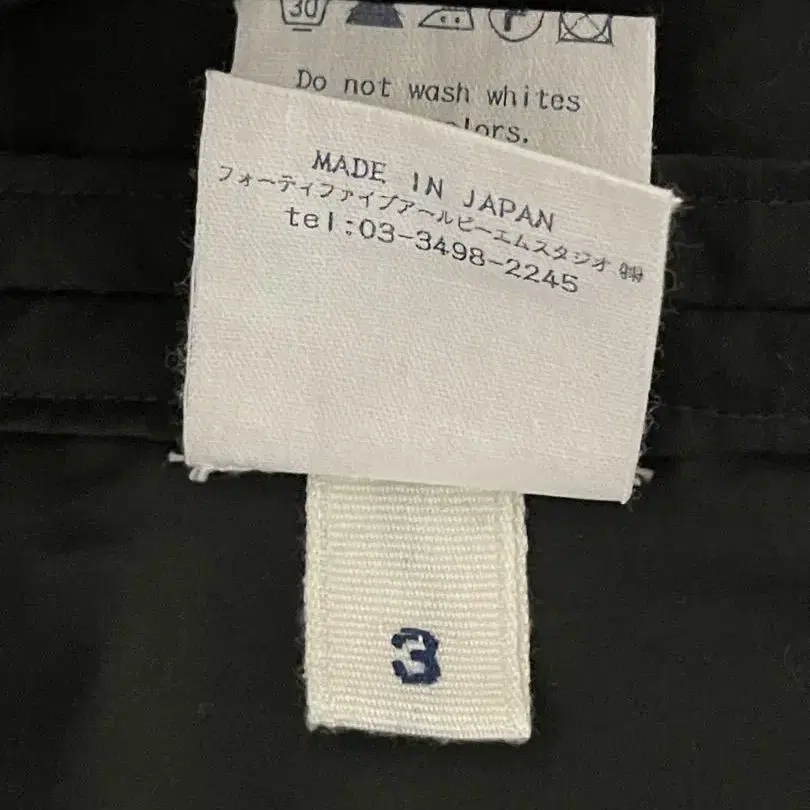 30
Do not wash whites
colors.
MADE IN JAPAN
フォーティファイブアールピーエムスタジオ ㈱
tel:03-3498-2245
3